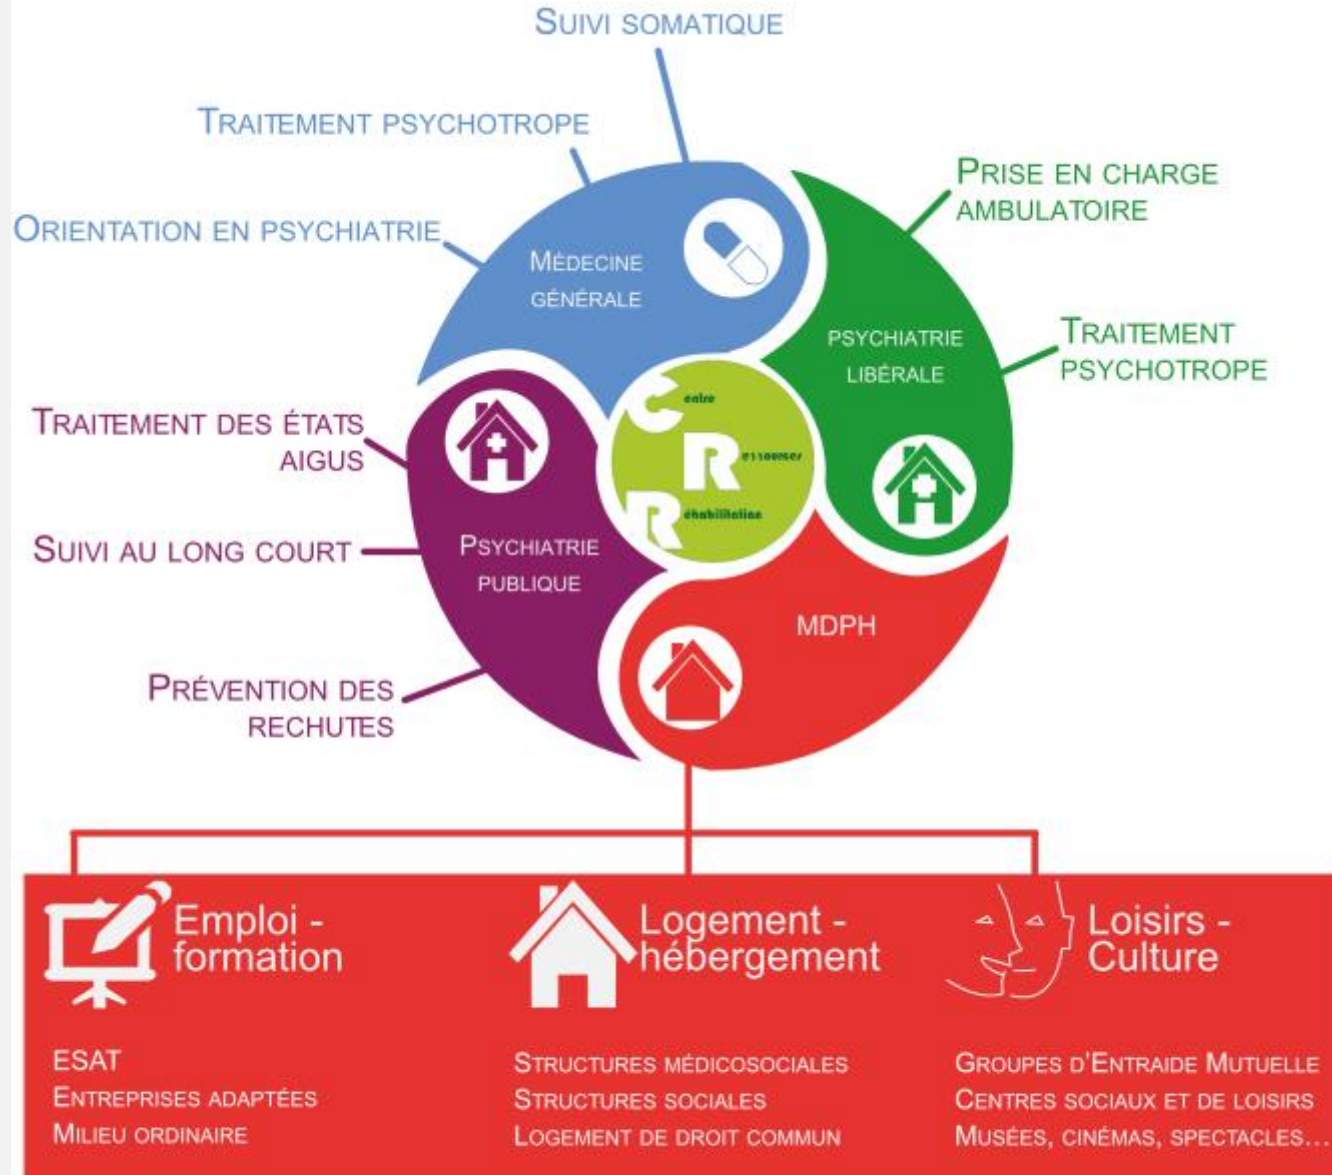 SUIVI SOMATIQUE
TRAITEMENT PSYCHOTROPE
ORIENTATION EN PSYCHIATRIE
MÉDECINE
GÉNÉRALE
PRISE EN CHARGE
AMBULATOIRE
PSYCHIATRIE
LIBÉRALE
TRAITEMENT
PSYCHOTROPE
TRAITEMENT DES ÉTATS
AIGUS
SUIVI AU LONG COURT
PRÉVENTION DES
RECHUTES
PSYCHIATRIE
PUBLIQUE
Centre
Ressources
Réhabilitation
MDPH
Emploi -
formation
ESAT
ENTREPRISES ADAPTÉES
MILIEU ORDINAIRE
Logement -
hébergement
STRUCTURES MÉDICOSOCIALES
STRUCTURES SOCIALES
LOGEMENT DE DROIT COMMUN
Loisirs -
Culture
GROUPES D'ENTRAIDE MUTUELLE
CENTRES SOCIAUX ET DE LOISIRS
MUSÉES, CINÉMAS, SPECTACLES...